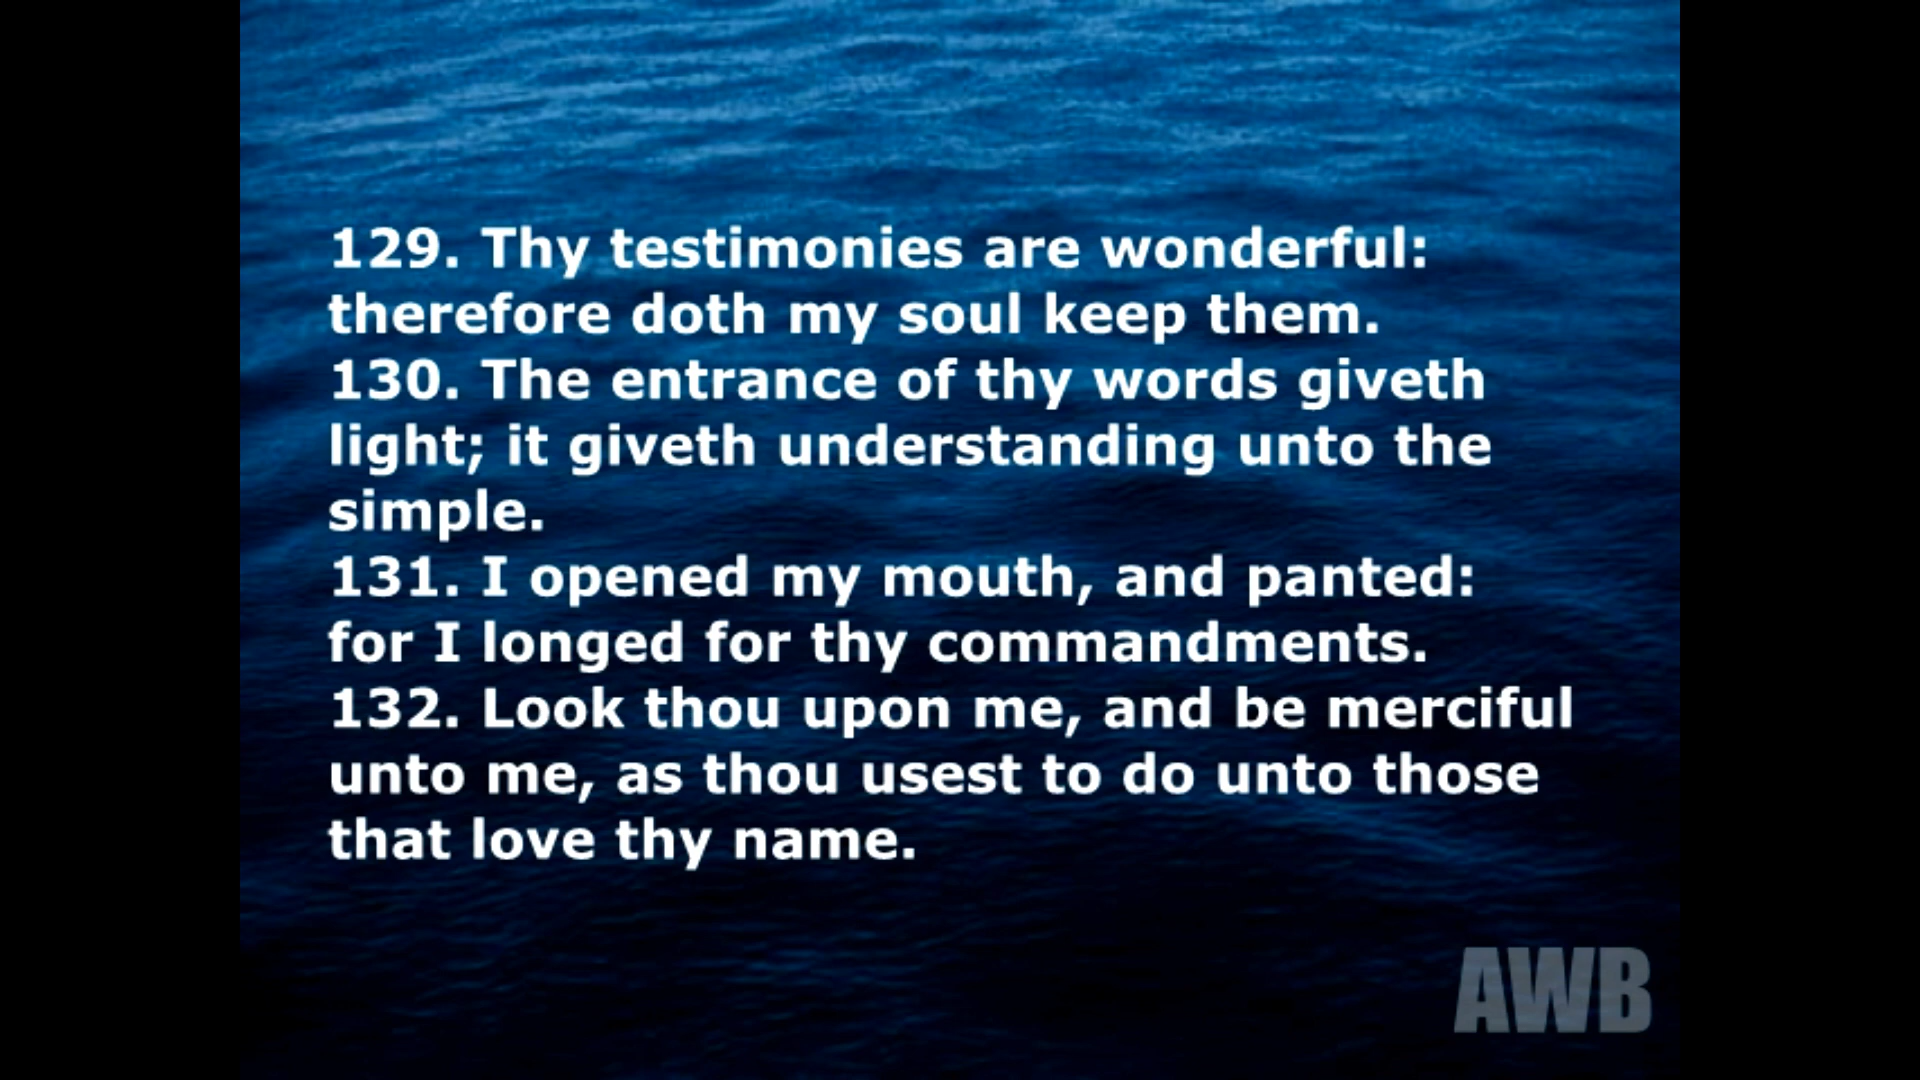 129. Thy testimonies are wonderful:
therefore doth my soul keep them.
130. The entrance of thy words giveth
light; it giveth understanding unto the
simple.
131. I opened my mouth, and panted:
for I longed for thy commandments.
132. Look thou upon me, and be merciful
unto me, as thou usest to do unto those
that love thy name.
AWB